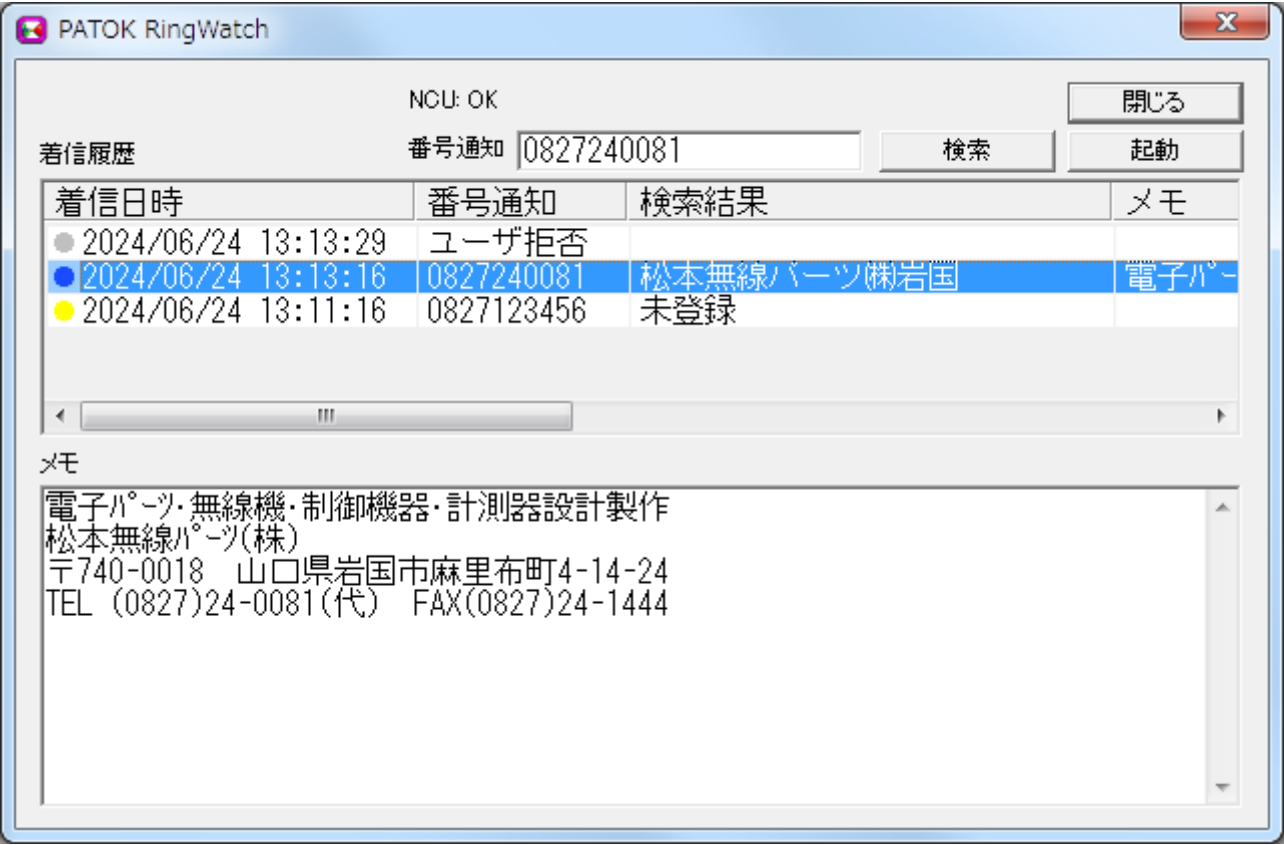 PATOK RingWatch
NCU: OK
閉じる
着信履歴
番号通知 0827240081 検索 起動
着信日時 番号通知 検索結果 メモ
2024/06/24 13:13:29 ユーザ拒否
2024/06/24 13:13:16 0827240081 松本無線パーツ㈱岩国 電子ﾊﾟｰ
2024/06/24 13:11:16 0827123456 未登録
メモ
電子ﾊﾟｰﾂ･無線機･制御機器･計測器設計製作
松本無線ﾊﾟｰﾂ(株)
〒740-0018　山口県岩国市麻里布町4-14-24
TEL (0827)24-0081(代)　FAX(0827)24-1444